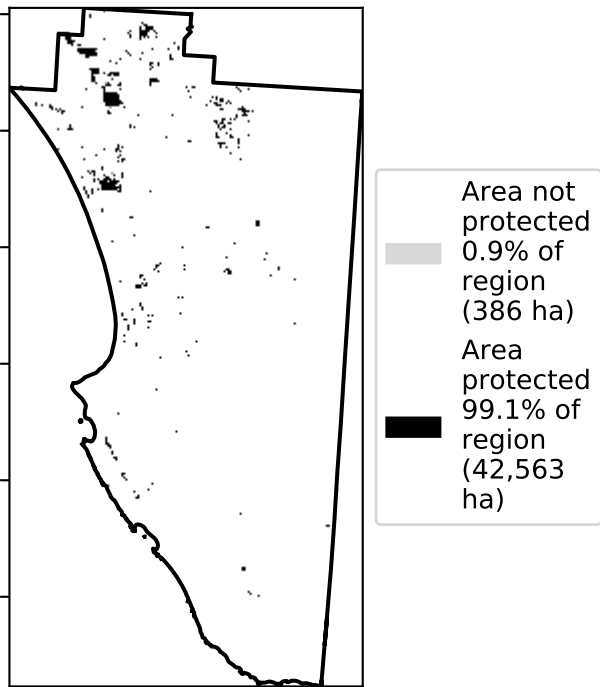 Area not
protected
0.9% of
region
(386 ha)
Area
protected
99.1% of
region
(42,563
ha)